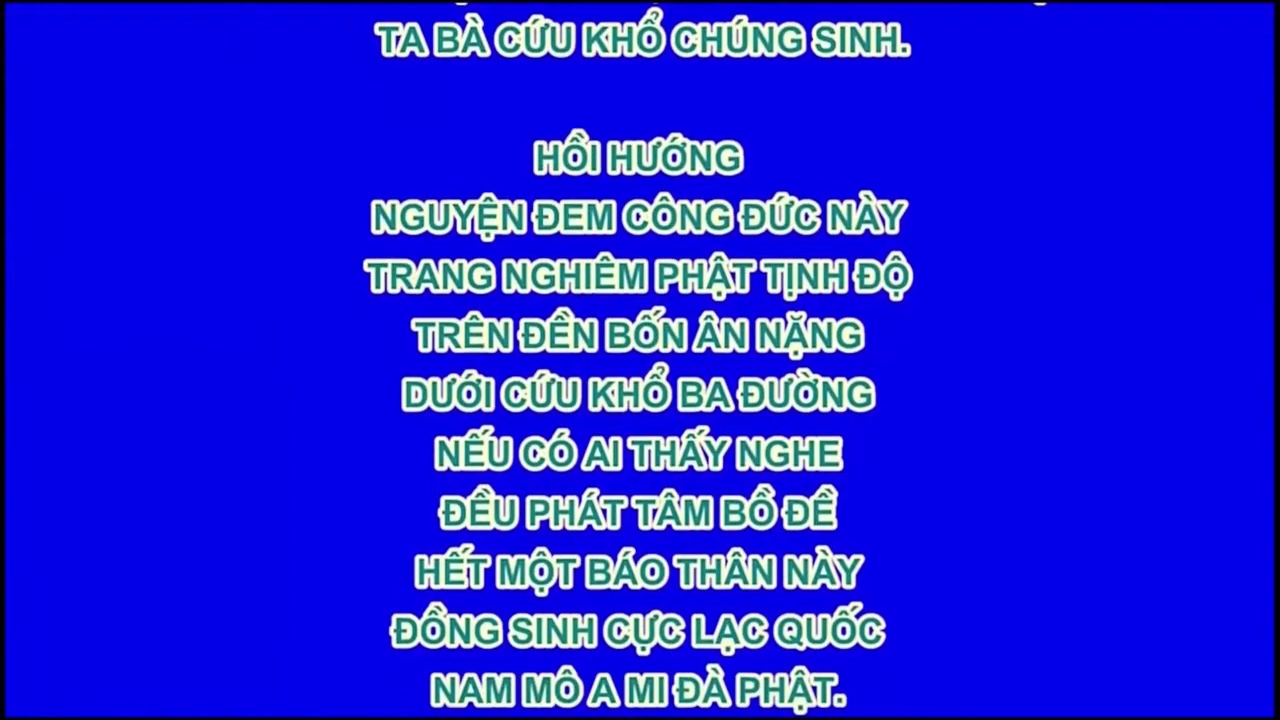 TA BÀ CỨU KHỔ CHÚNG SINH.
HỒI HƯỚNG
NGUYỆN ĐEM CÔNG ĐỨC NÀY
TRANG NGHIÊM PHẬT TỊNH ĐỘ
TRÊN ĐỀN BỐN ÂN NẶNG
DƯỚI CỨU KHỔ BA ĐƯỜNG
NẾU CÓ AI THẤY NGHE
ĐỀU PHÁT TÂM BỒ ĐỀ
HẾT MỘT BÁO THÂN NÀY
ĐỒNG SINH CỰC LẠC QUỐC
NAM MÔ A MI ĐÀ PHẬT.